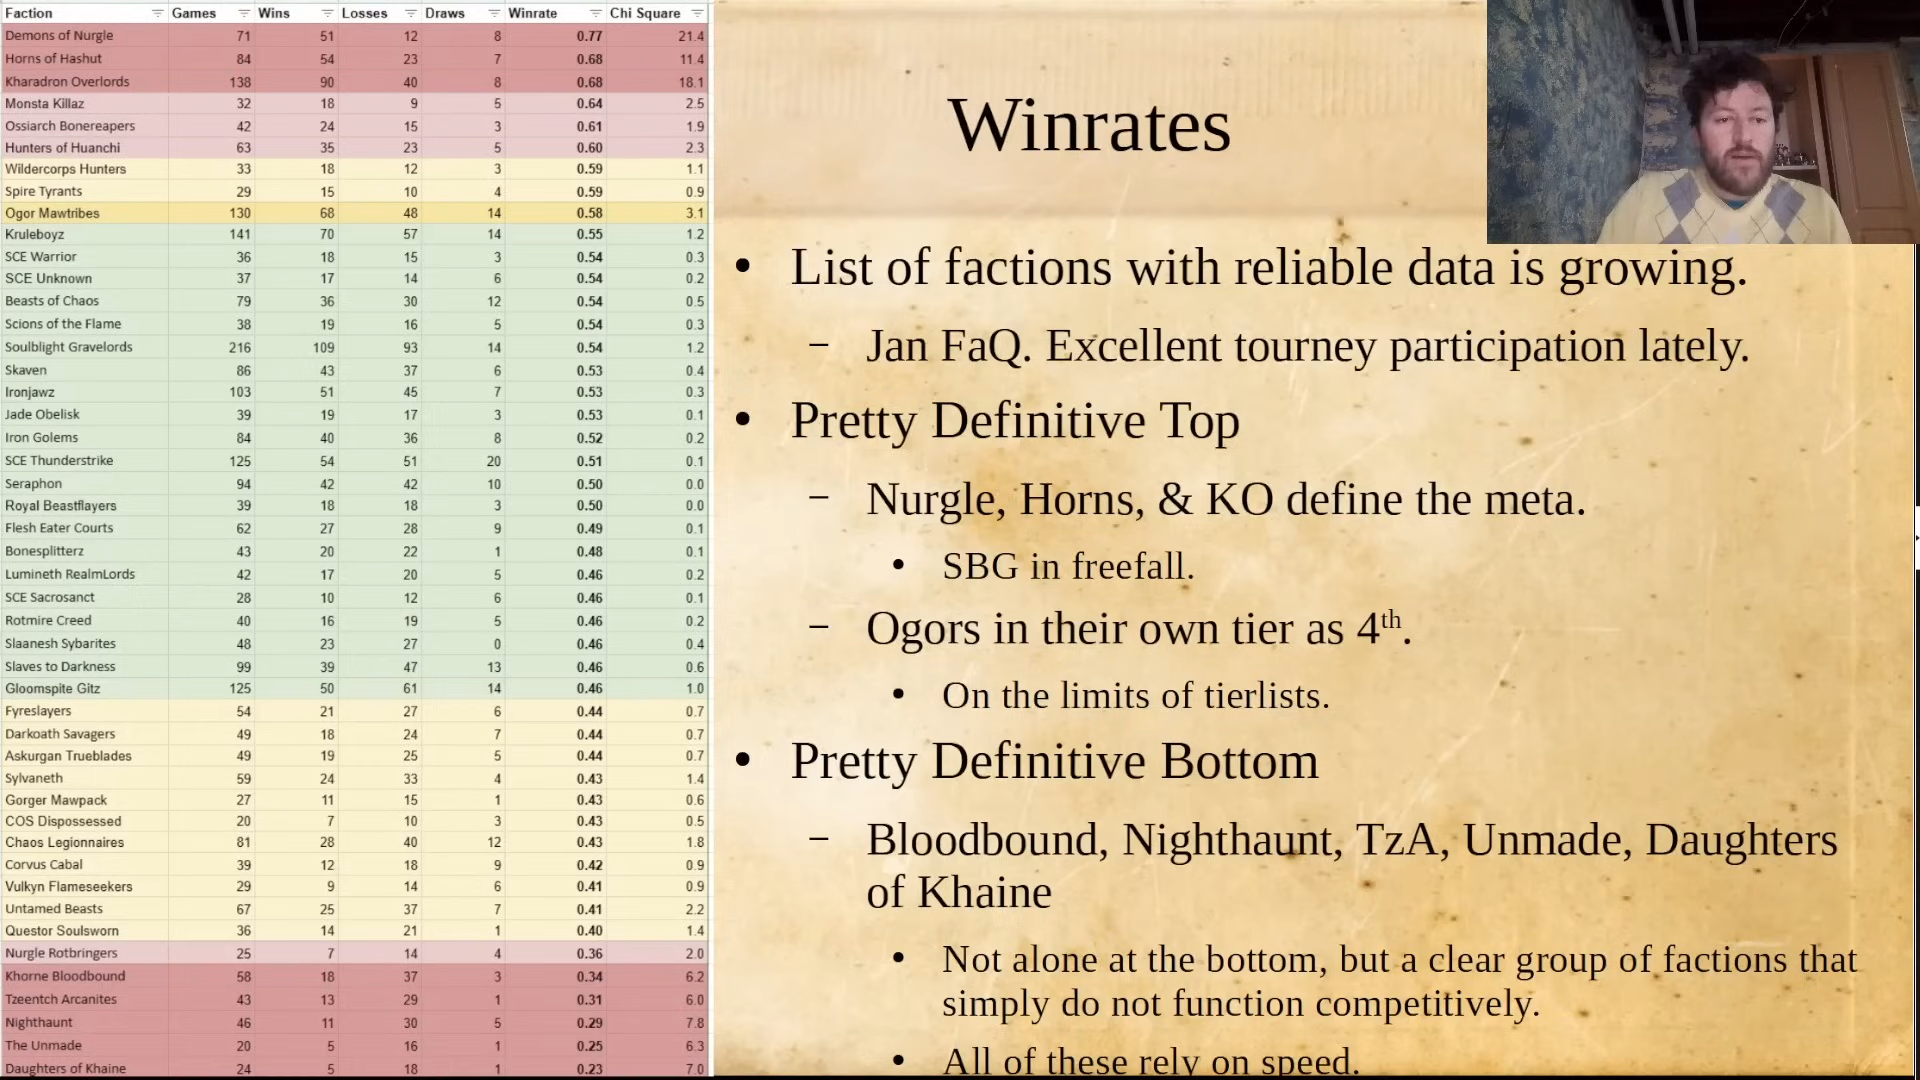 Faction Games Wins Losses Draws Winrate Chi Square
Demons of Nurgle 71 51 12 8 0.77 21.4
Horns of Hashut 84 54 23 7 0.68 11.4
Kharadron Overlords 138 90 40 8 0.68 18.1
Monsta Killaz 32 18 9 5 0.64 2.5
Ossiarch Bonereapers 42 24 15 3 0.61 1.9
Hunters of Huanchi 63 35 23 5 0.60 2.3
Wildercorps Hunters 33 18 12 3 0.59 1.1
Spire Tyrants 29 15 10 4 0.59 0.9
Ogor Mawtribes 130 68 48 14 0.58 3.1
Kruleboyz 141 70 57 14 0.55 1.2
SCE Warrior 36 18 15 3 0.54 0.3
SCE Unknown 37 17 14 6 0.54 0.2
Beasts of Chaos 79 36 30 12 0.54 0.5
Scions of the Flame 38 19 16 5 0.54 0.3
Soulblight Gravelords 216 109 93 14 0.54 1.2
Skaven 86 43 37 6 0.53 0.4
Ironjawz 103 51 45 7 0.53 0.3
Jade Obelisk 39 19 17 3 0.53 0.1
Iron Golems 84 40 36 8 0.52 0.2
SCE Thunderstrike 125 54 51 20 0.51 0.1
Seraphon 94 42 42 10 0.50 0.0
Royal Beastflayers 39 18 18 3 0.50 0.0
Flesh Eater Courts 62 27 28 9 0.49 0.1
Bonesplitterz 43 20 22 1 0.48 0.1
Lumineth RealmLords 42 17 20 5 0.46 0.2
SCE Sacrosanct 28 10 12 6 0.46 0.1
Rotmire Creed 40 16 19 5 0.46 0.2
Slaanesh Sybarites 48 23 27 0 0.46 0.4
Slaves to Darkness 99 39 47 13 0.46 0.6
Gloomspite Gitz 125 50 61 14 0.46 1.0
Fyreslayers 54 21 27 6 0.44 0.7
Darkoath Savagers 49 18 24 7 0.44 0.7
Askurgan Trueblades 49 19 25 5 0.44 0.7
Sylvaneth 59 24 33 4 0.43 1.4
Gorger Mawpack 27 11 15 1 0.43 0.6
COS Dispossessed 20 7 10 3 0.43 0.5
Chaos Legionnaires 81 28 40 12 0.43 1.8
Corvus Cabal 39 12 18 9 0.42 0.9
Vulkyn Flameseekers 29 9 14 6 0.41 0.9
Untamed Beasts 67 25 37 7 0.41 2.2
Questor Soulsworn 36 14 21 1 0.40 1.4
Nurgle Rotbringers 25 7 14 4 0.36 2.0
Khorne Bloodbound 58 18 37 3 0.34 6.2
Tzeentch Arcanites 43 13 29 1 0.31 6.0
Nighthaunt 46 11 30 5 0.29 7.8
The Unmade 20 5 16 1 0.25 6.3
Daughters of Khaine 24 5 18 1 0.23 7.0
Winrates
• List of factions with reliable data is growing.
– Jan FaQ. Excellent tourney participation lately.
• Pretty Definitive Top
– Nurgle, Horns, & KO define the meta.
• SBG in freefall.
– Ogors in their own tier as 4th.
• On the limits of tierlists.
• Pretty Definitive Bottom
– Bloodbound, Nighthaunt, TzA, Unmade, Daughters
of Khaine
• Not alone at the bottom, but a clear group of factions that
simply do not function competitively.
• All of these rely on speed.